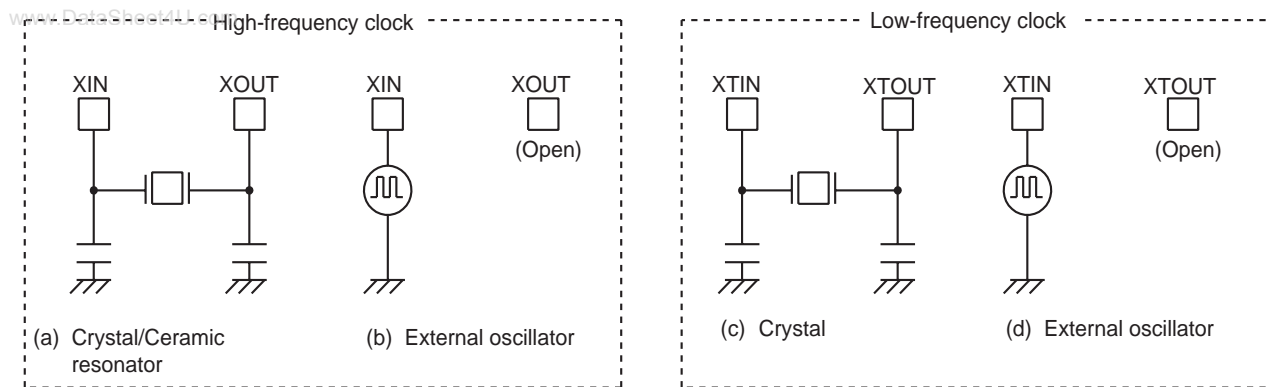 www.DataSheet4U.com
High-frequency clock
XIN XOUT XIN XOUT
(Open)
(a) Crystal/Ceramic
resonator
(b) External oscillator
Low-frequency clock
XTIN XTOUT XTIN XTOUT
(Open)
(c) Crystal
(d) External oscillator